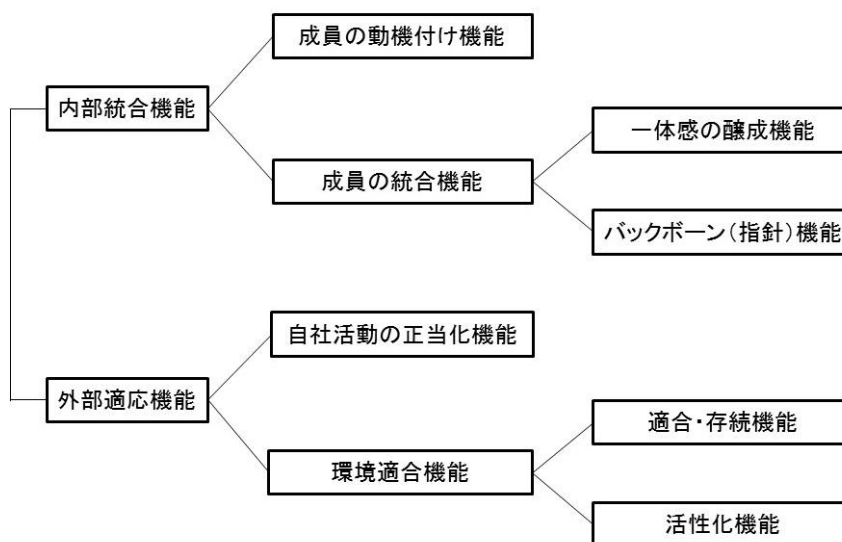 成員の動機付け機能
内部統合機能
一体感の醸成機能
成員の統合機能
バックボーン（指針）機能
自社活動の正当化機能
外部適応機能
適合・存続機能
環境適合機能
活性化機能